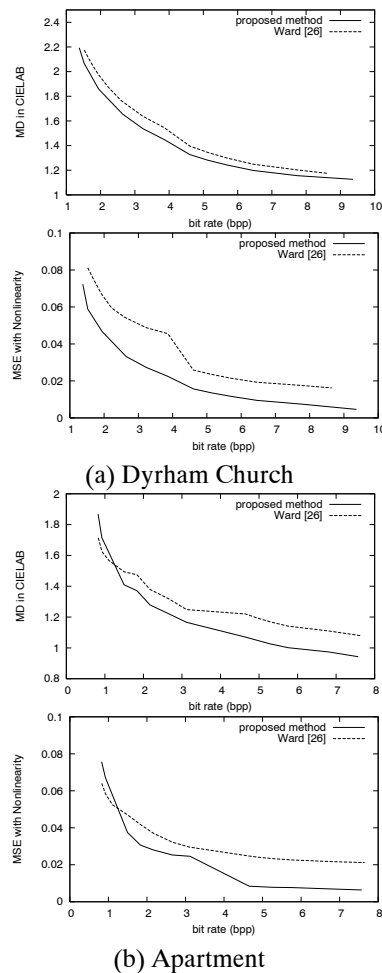 proposed method
Ward [26]
2.4
2.2
2
1.8
1.6
1.4
1.2
1
MD in CIELAB
1 2 3 4 5 6 7 8 9 10
bit rate (bpp)
proposed method
Ward [26]
0.1
0.08
0.06
0.04
0.02
0
MSE with Nonlinearity
1 2 3 4 5 6 7 8 9 10
bit rate (bpp)
(a) Dyrham Church
proposed method
Ward [26]
2
1.8
1.6
1.4
1.2
1
0.8
MD in CIELAB
0 1 2 3 4 5 6 7 8
bit rate (bpp)
proposed method
Ward [26]
0.1
0.08
0.06
0.04
0.02
0
MSE with Nonlinearity
0 1 2 3 4 5 6 7 8
bit rate (bpp)
(b) Apartment